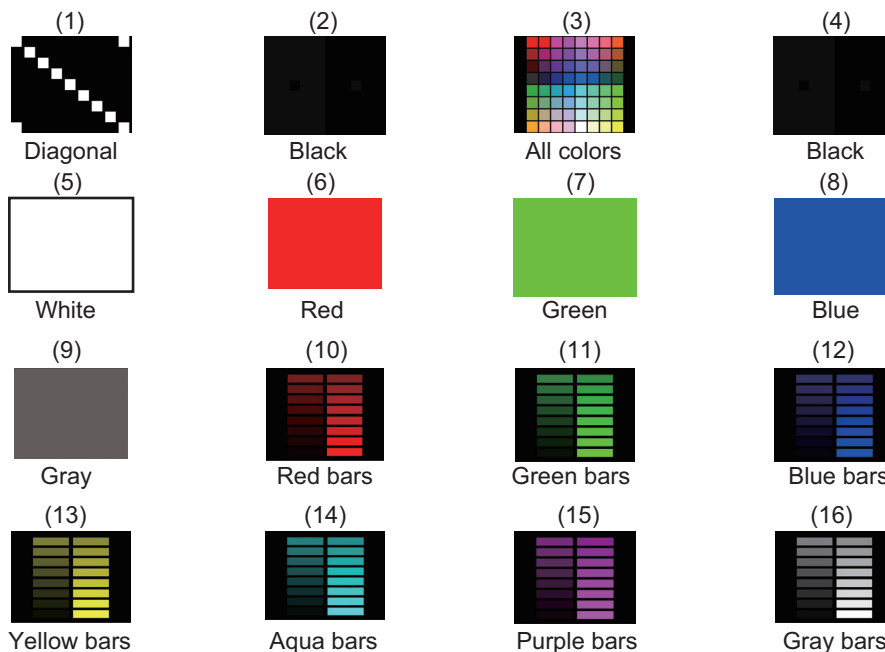 (1) (2) (3) (4)
Diagonal Black All colors Black
(5) (6) (7) (8)
White Red Green Blue
(9) (10) (11) (12)
Gray Red bars Green bars Blue bars
(13) (14) (15) (16)
Yellow bars Aqua bars Purple bars Gray bars